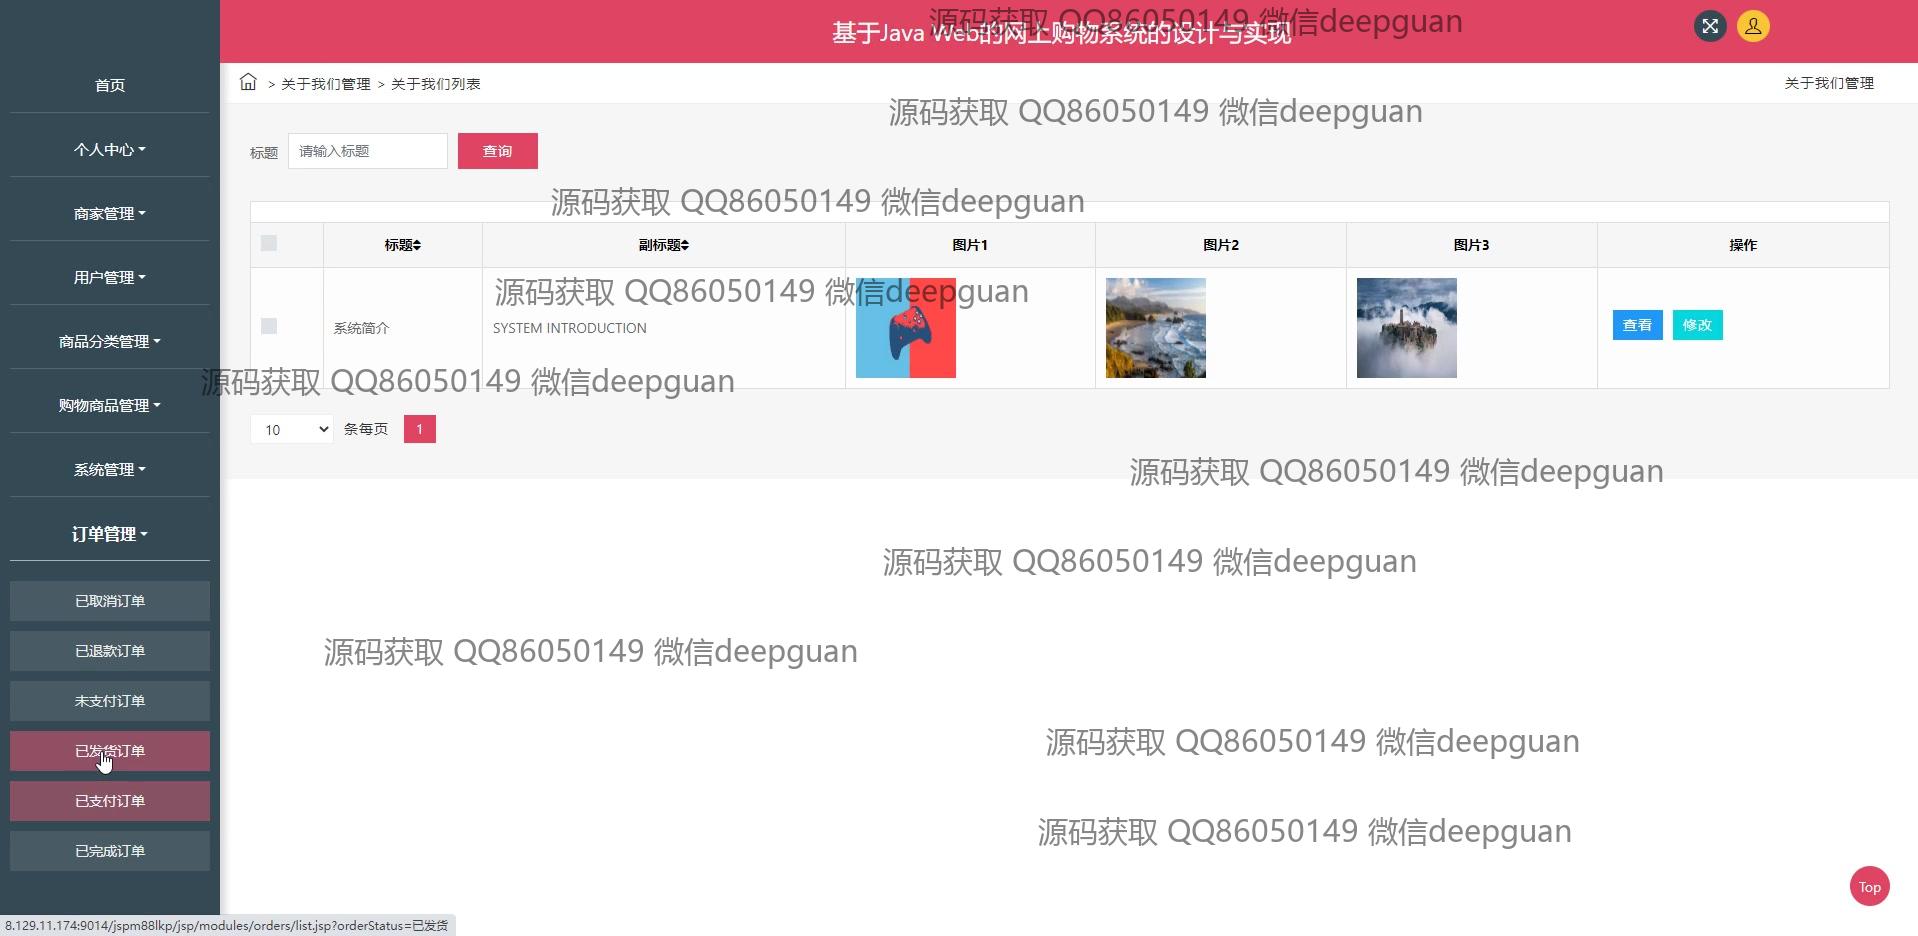 基于Java Web的网上购物系统的设计与实现
源码获取 QQ86050149 微信deepguan
首页
个人中心
商家管理
用户管理
商品分类管理
购物商品管理
系统管理
订单管理
已取消订单
已退款订单
未支付订单
已发货订单
已支付订单
已完成订单
> 关于我们管理 > 关于我们列表
关于我们管理
源码获取 QQ86050149 微信deepguan
标题 请输入标题 查询
源码获取 QQ86050149 微信deepguan
标题 副标题 图片1 图片2 图片3 操作
源码获取 QQ86050149 微信deepguan
系统简介 SYSTEM INTRODUCTION 查看 修改
源码获取 QQ86050149 微信deepguan
10 条每页 1
源码获取 QQ86050149 微信deepguan
源码获取 QQ86050149 微信deepguan
源码获取 QQ86050149 微信deepguan
源码获取 QQ86050149 微信deepguan
源码获取 QQ86050149 微信deepguan
Top
8.129.11.174:9014/jspm88lkp/jsp/modules/orders/list.jsp?orderStatus=已发货